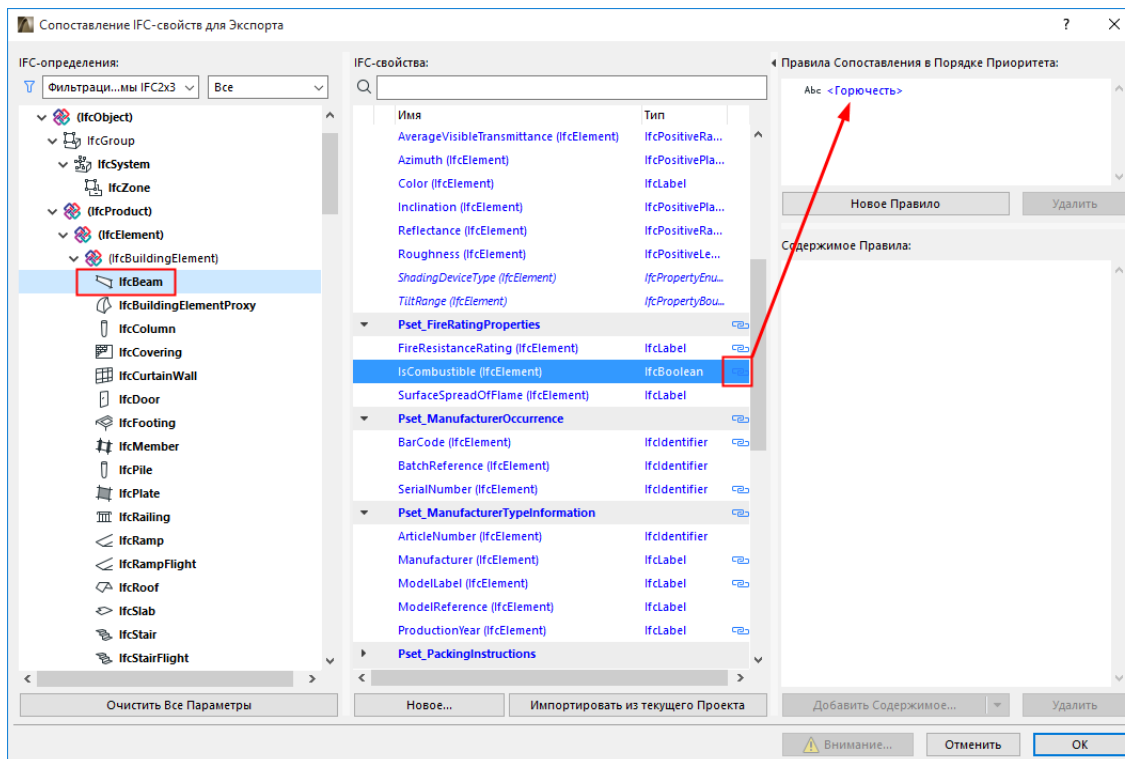 Сопоставление IFC-свойств для Экспорта
?
IFC-определения:
Фильтраци...мы IFC2x3
Все
(IfcObject)
IfcGroup
IfcSystem
IfcZone
(IfcProduct)
(IfcElement)
(IfcBuildingElement)
IfcBeam
IfcBuildingElementProxy
IfcColumn
IfcCovering
IfcCurtainWall
IfcDoor
IfcFooting
IfcMember
IfcPile
IfcPlate
IfcRailing
IfcRamp
IfcRampFlight
IfcRoof
IfcSlab
IfcStair
IfcStairFlight
Очистить Все Параметры
IFC-свойства:
Имя Тип
AverageVisibleTransmittance (IfcElement) IfcPositiveRa...
Azimuth (IfcElement) IfcPositivePla...
Color (IfcElement) IfcLabel
Inclination (IfcElement) IfcPositivePla...
Reflectance (IfcElement) IfcPositiveRa...
Roughness (IfcElement) IfcPositiveLe...
ShadingDeviceType (IfcElement) IfcPropertyEnu...
TiltRange (IfcElement) IfcPropertyBou...
Pset_FireRatingProperties
FireResistanceRating (IfcElement) IfcLabel
IsCombustible (IfcElement) IfcBoolean
SurfaceSpreadOfFlame (IfcElement) IfcLabel
Pset_ManufacturerOccurrence
BarCode (IfcElement) IfcIdentifier
BatchReference (IfcElement) IfcIdentifier
SerialNumber (IfcElement) IfcIdentifier
Pset_ManufacturerTypeInformation
ArticleNumber (IfcElement) IfcIdentifier
Manufacturer (IfcElement) IfcLabel
ModelLabel (IfcElement) IfcLabel
ModelReference (IfcElement) IfcLabel
ProductionYear (IfcElement) IfcLabel
Pset_PackingInstructions
Новое... Импортировать из текущего Проекта
Правила Сопоставления в Порядке Приоритета:
Abc <Горючесть>
Новое Правило Удалить
Содержимое Правила:
Добавить Содержимое... Удалить
Внимание... Отменить OK